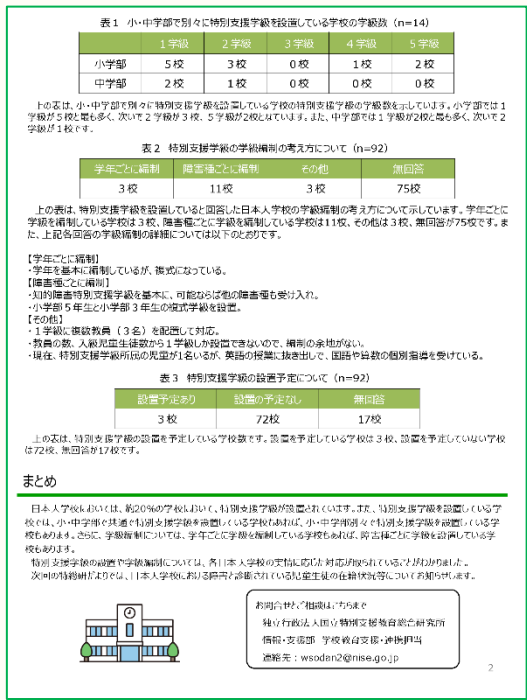 表１　小・中学部で別々に特別支援学級を設置している学校の学級数（n=14）
１学級　２学級　３学級　４学級　５学級
小学部　５校　３校　０校　１校　２校
中学部　２校　１校　０校　０校　０校
上の表は、小・中学部で別々に特別支援学級を設置している学校の特別支援学級の学級数を示しています。小学部では１
学級が５校と最も多く、次いで２学級が３校、５学級が2校となています。また、中学部では１学級が2校と最も多く、次いで２
学級が１校です。
表２　特別支援学級の学級編制の考え方について（n=92）
学年ごとに編制　障害種ごとに編制　その他　無回答
３校　11校　３校　75校
上の表は、特別支援学級を設置していると回答した日本人学校の学級編制の考え方について示しています。学年ごとに
学級を編制している学校は３校、障害種ごとに学級を編制している学校は11校、その他は３校、無回答が75校です。ま
た、上記各回答の学級編制の詳細については以下のとおりです。
【学年ごとに編制】
・学年を基本に編制しているが、複式になっている。
【障害種ごとに編制】
・知的障害特別支援学級を基本に、可能ならば他の障害種も受け入れ。
・小学部５年生と小学部３年生の複式学級を設置。
【その他】
・１学級に複数教員（３名）を配置して対応。
・教員の数、入級児童生徒数から１学級しか設置できないので、編制の余地がない。
・現在、特別支援学級所属の児童が1名いるが、英語の授業に抜き出しで、国語や算数の個別指導を受けている。
表３　特別支援学級の設置予定について（n=92）
設置予定あり　設置の予定なし　無回答
３校　72校　17校
上の表は、特別支援学級の設置を予定している学校数です。設置を予定している学校は３校、設置を予定していない学校
は72校、無回答が17校です。
まとめ
日本人学校においては、約20％の学校において、特別支援学級が設置されています。また、特別支援学級を設置している学
校では、小・中学部で共通で特別支援学級を設置している学校もあれば、小・中学部別々で特別支援学級を設置している学
校もあります。さらに、学級編制については、学年ごとに学級を編制している学校もあれば、障害種ごとに学級を設置している学
校もあります。
特別支援学級の設置や学級編制については、各日本人学校の実情に応じた対応が取られていることがわかりました。
次回の特総研だよりでは、日本人学校における障害と診断されている児童生徒の在籍状況等についてお知らせします。
お問合せとご相談はこちらまで
独立行政法人国立特別支援教育総合研究所
情報・支援部　学校教育支援・連携担当
連絡先：wsodan2@nise.go.jp
2